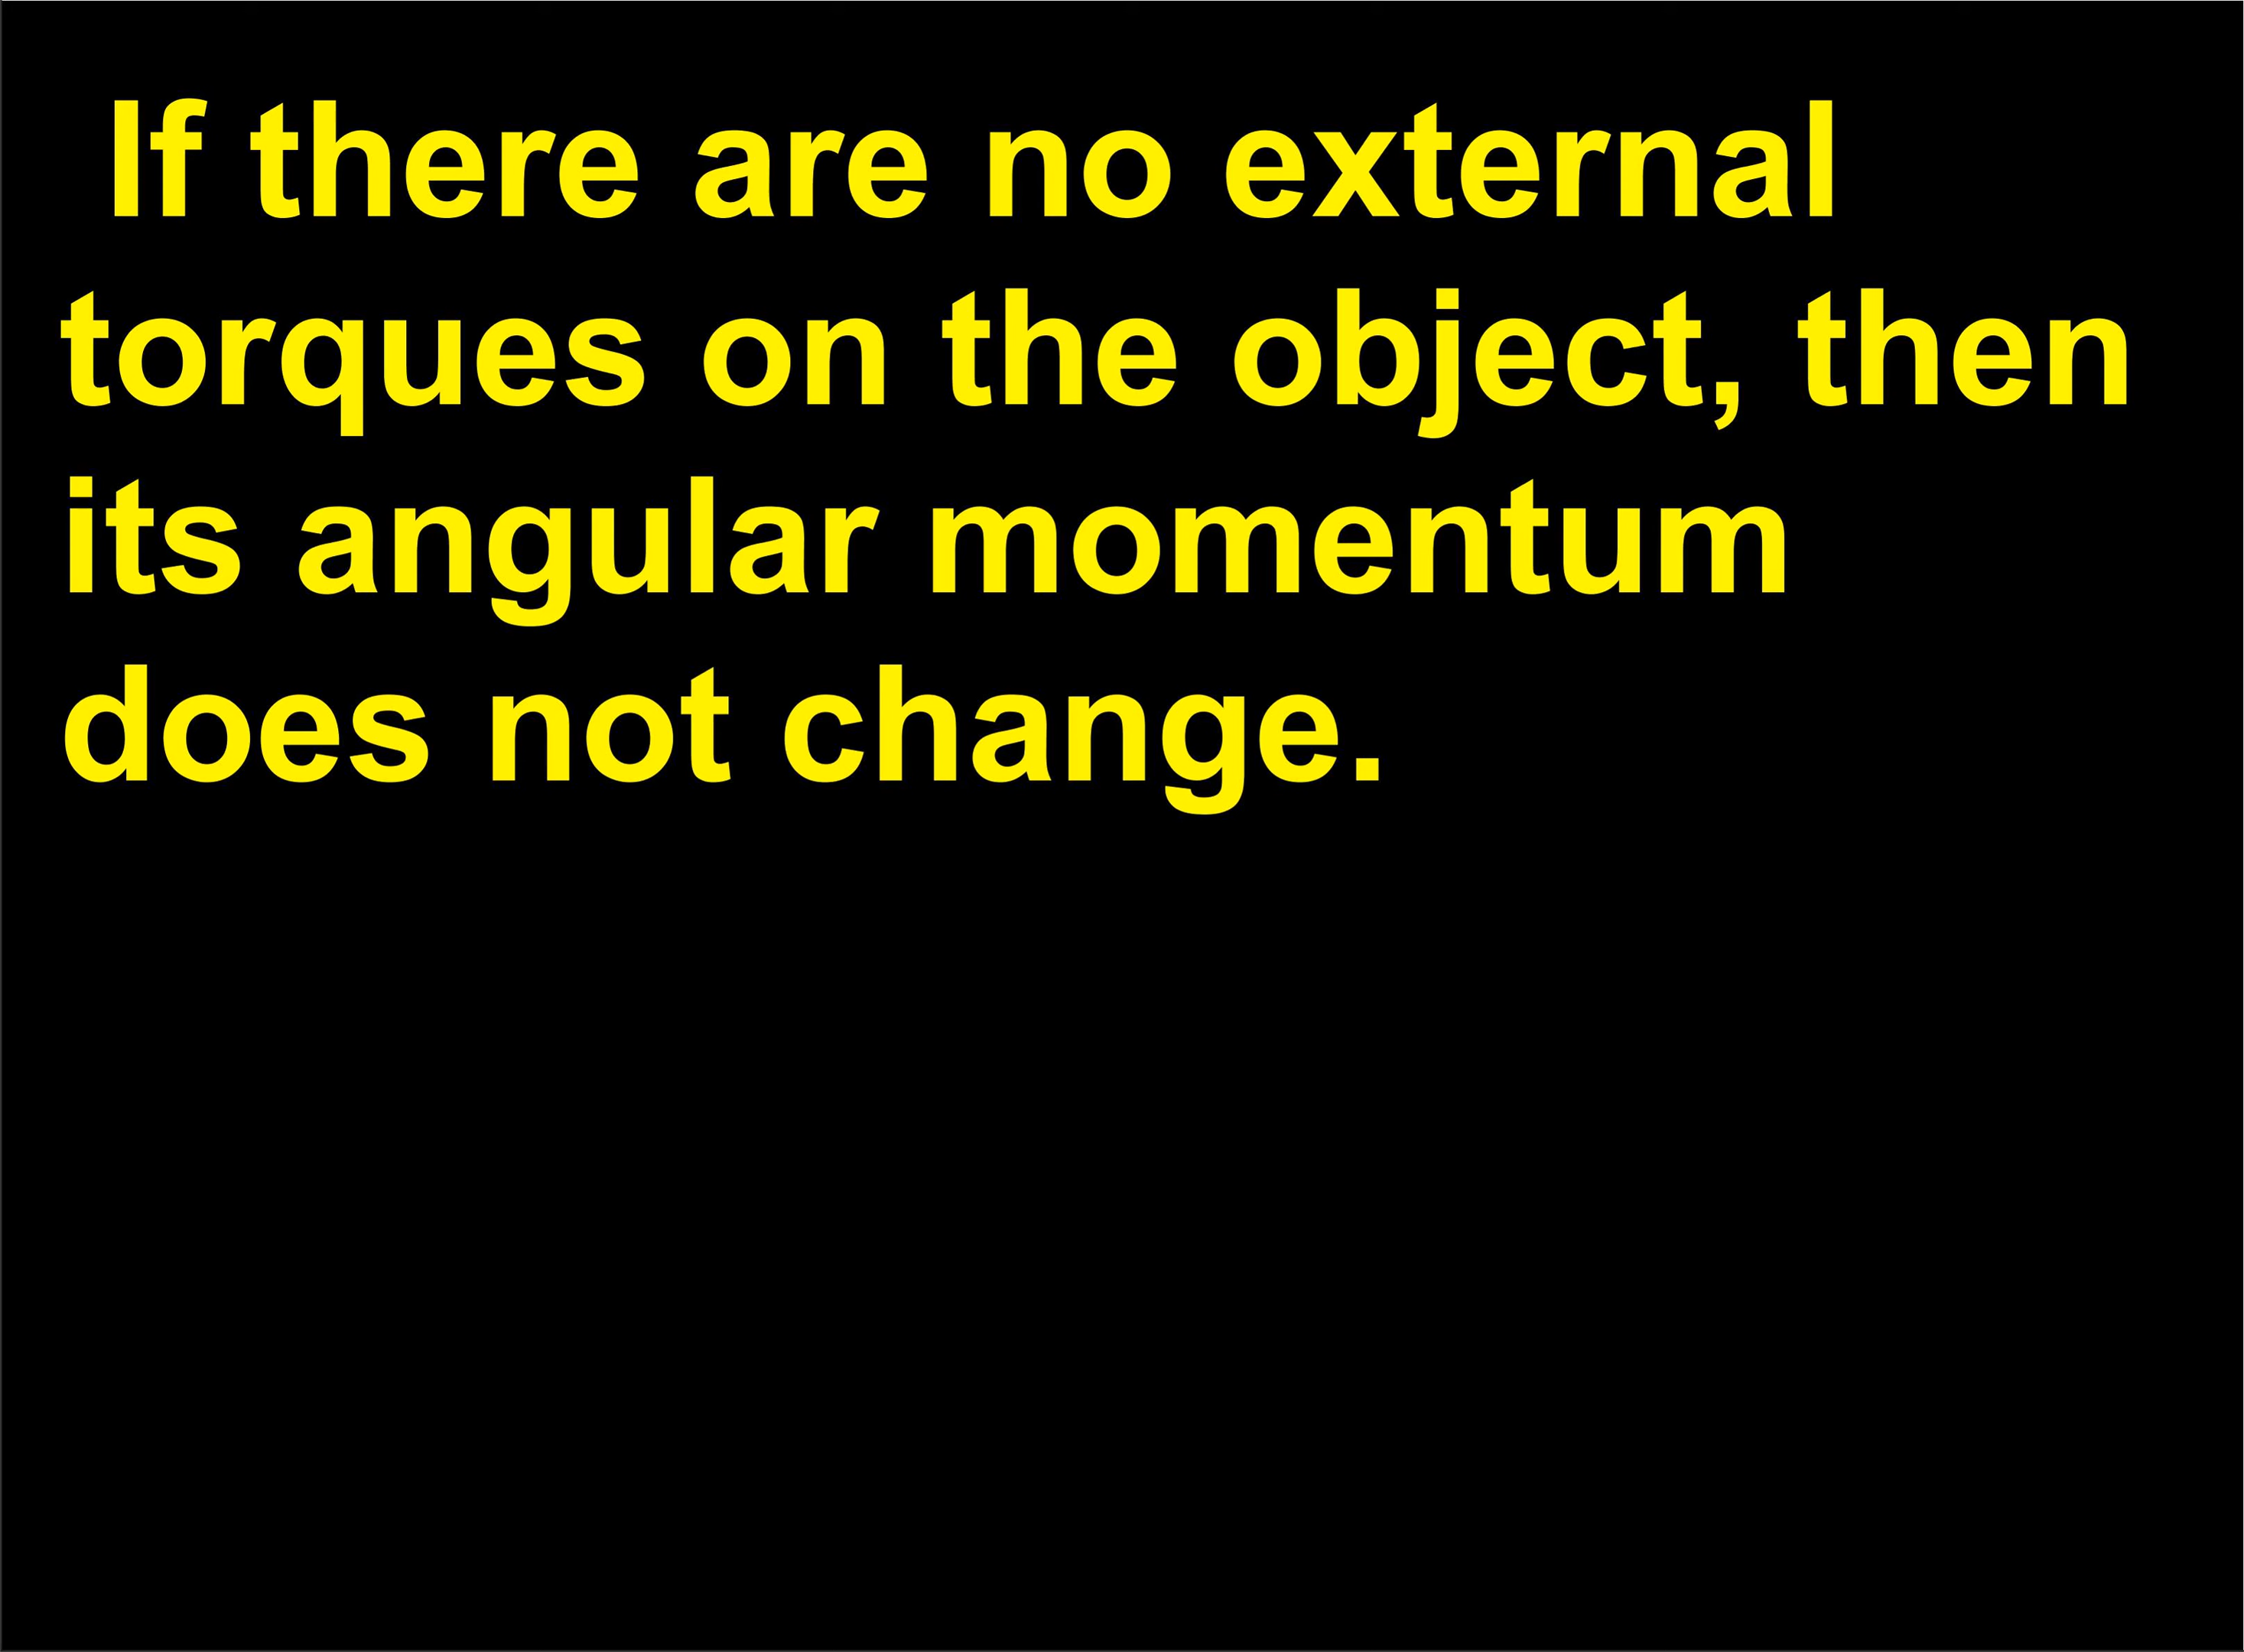 If there are no external
torques on the object, then
its angular momentum
does not change.